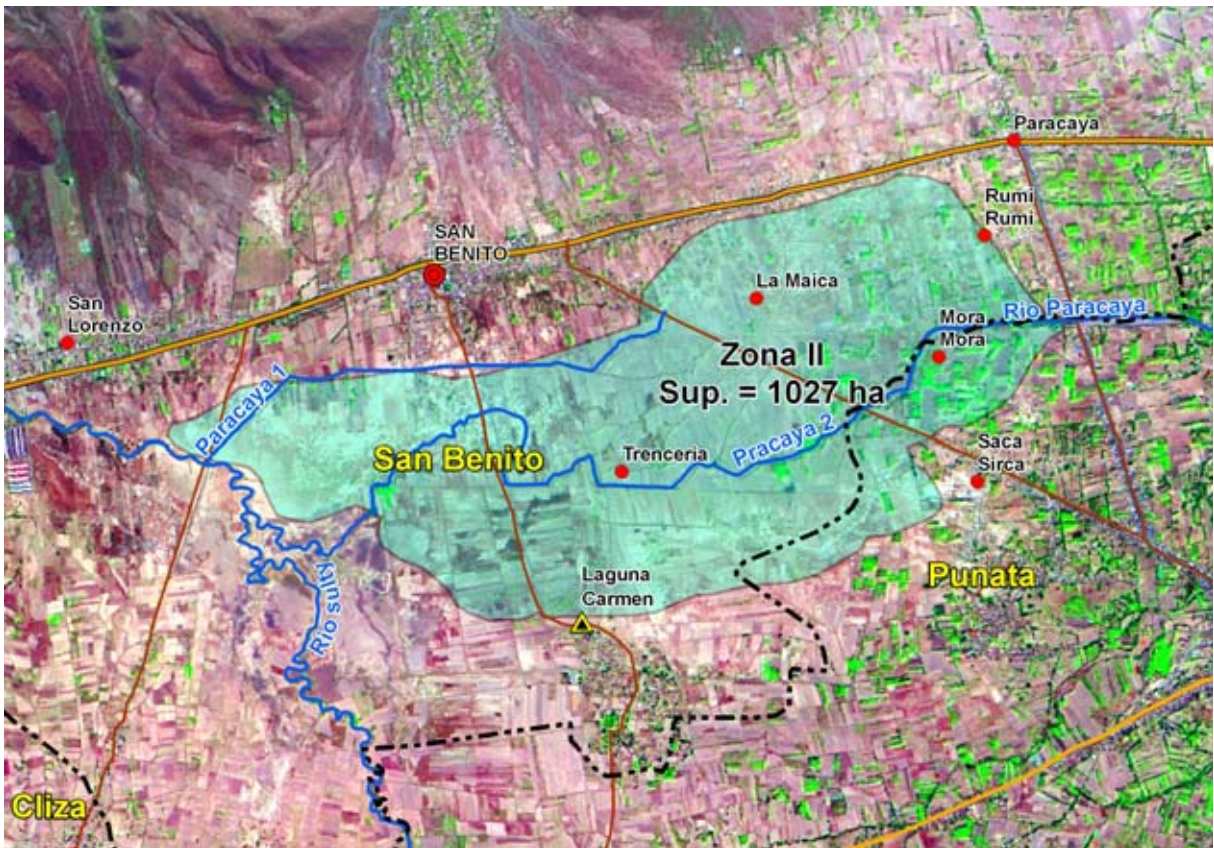 Paracaya
Rumi
Rumi
SAN
BENITO
La Maica
San
Lorenzo
Rio Paracaya
Mora
Mora
Zona II
Sup. = 1027 ha
Paracaya 1
San Benito
Trenceria
Pracaya 2
Saca
Sirca
Laguna
Carmen
Punata
Rio sulty
Cliza